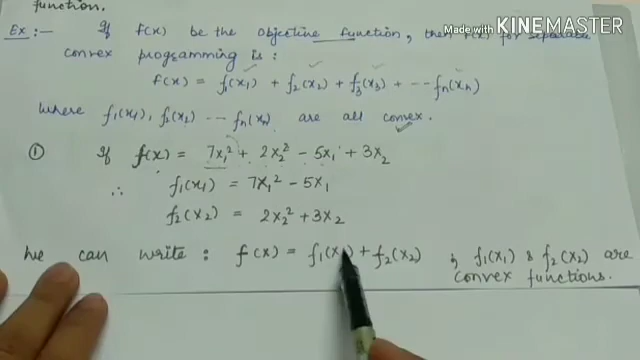 function.
Made with KINEMASTER
Ex :- If f(x) be the objective function, then f(x) for separable
convex programming is :
f(x) = f₁(x₁) + f₂(x₂) + f₃(x₃) + -- fₙ(xₙ)
where f₁(x₁), f₂(x₂) -- fₙ(xₙ) are all convex.
① If f(x) = 7x₁² + 2x₂² - 5x₁ + 3x₂
∴ f₁(x₁) = 7x₁² - 5x₁
f₂(x₂) = 2x₂² + 3x₂
We can write : f(x) = f₁(x₁) + f₂(x₂) ; f₁(x₁) & f₂(x₂) are
convex functions.